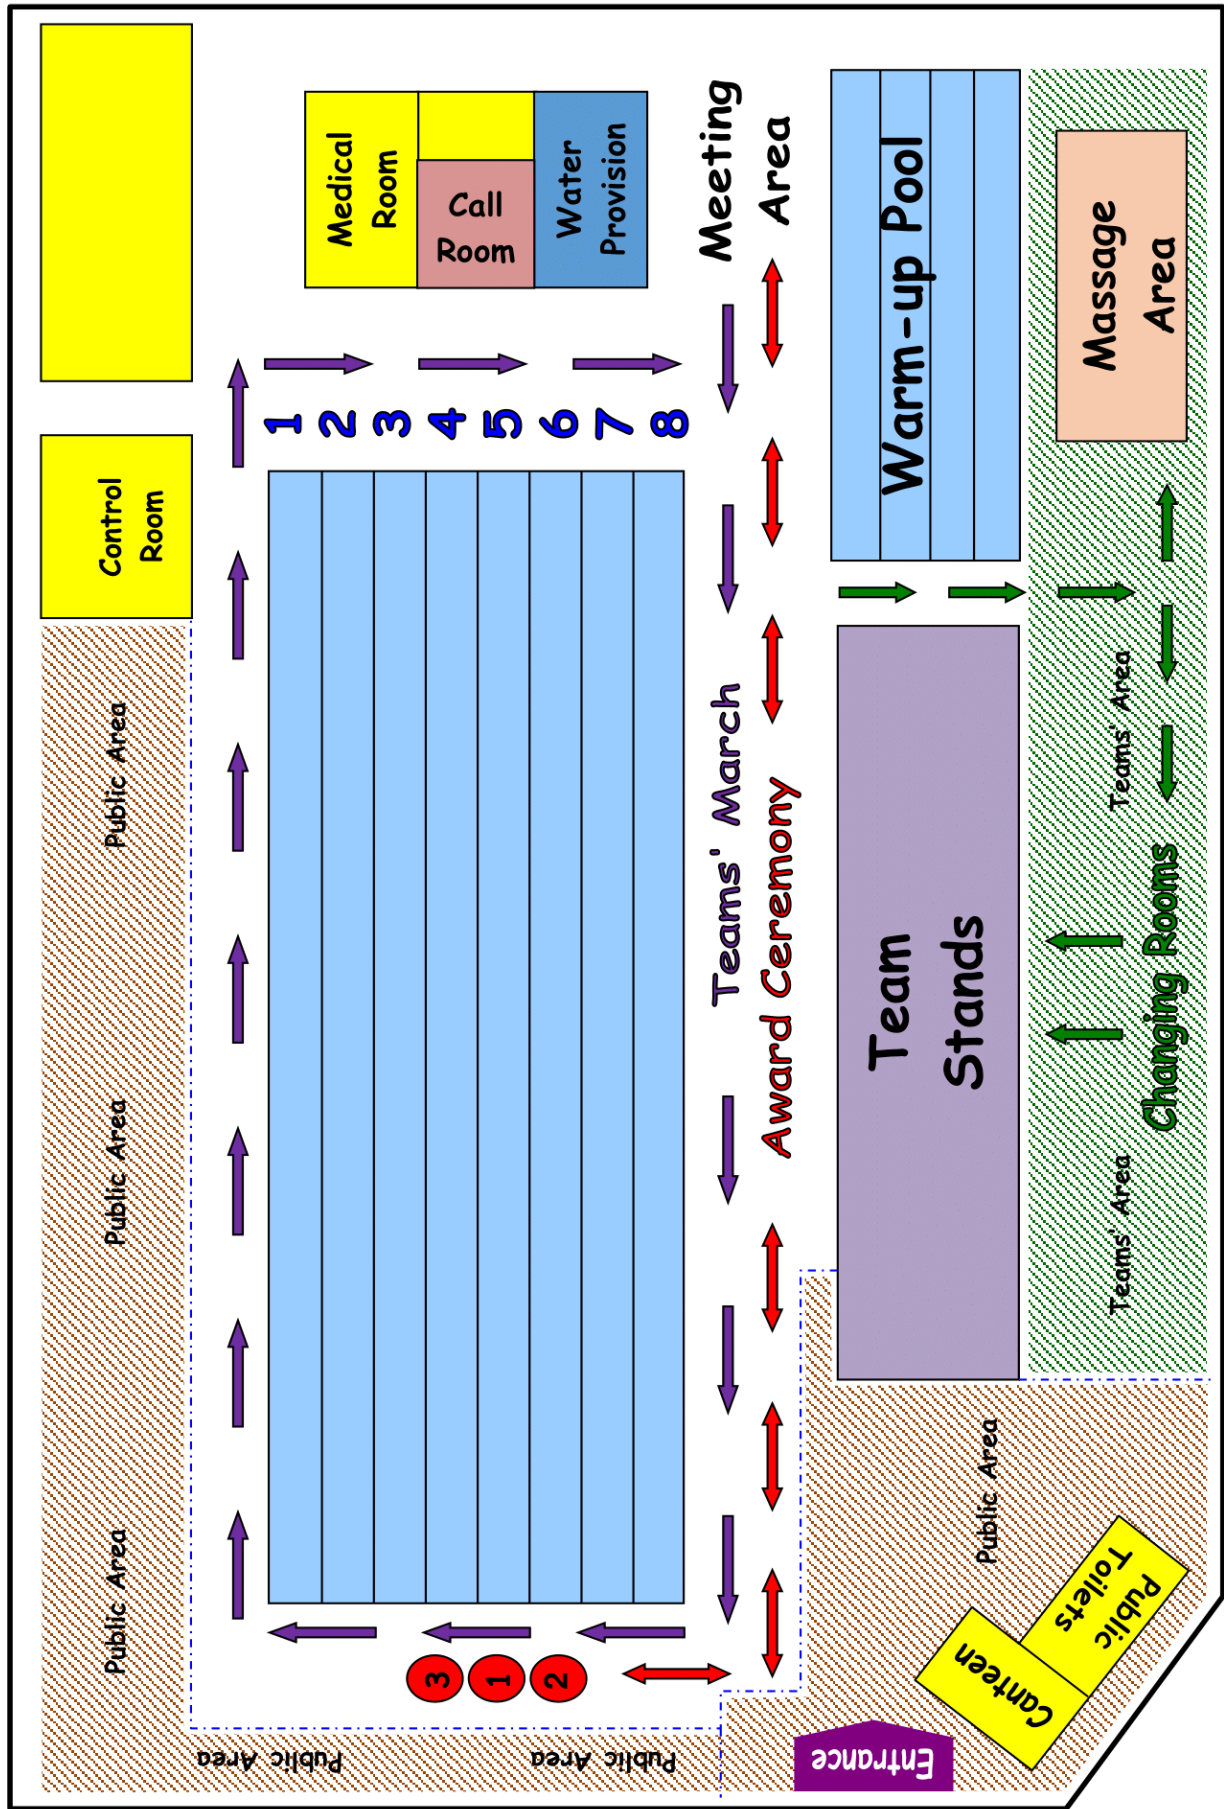 Medical
Room
Call
Room
Water
Provision
Meeting
Area
Warm-up Pool
Massage
Area
Control
Room
1
2
3
4
5
6
7
8
Public Area
Public Area
Public Area
Teams' March
Award Ceremony
Team
Stands
Teams' Area
Teams' Area
Changing Rooms
3
1
2
Public Area
Public Area
Public Area
Entrance
Canteen
Public
Toilets